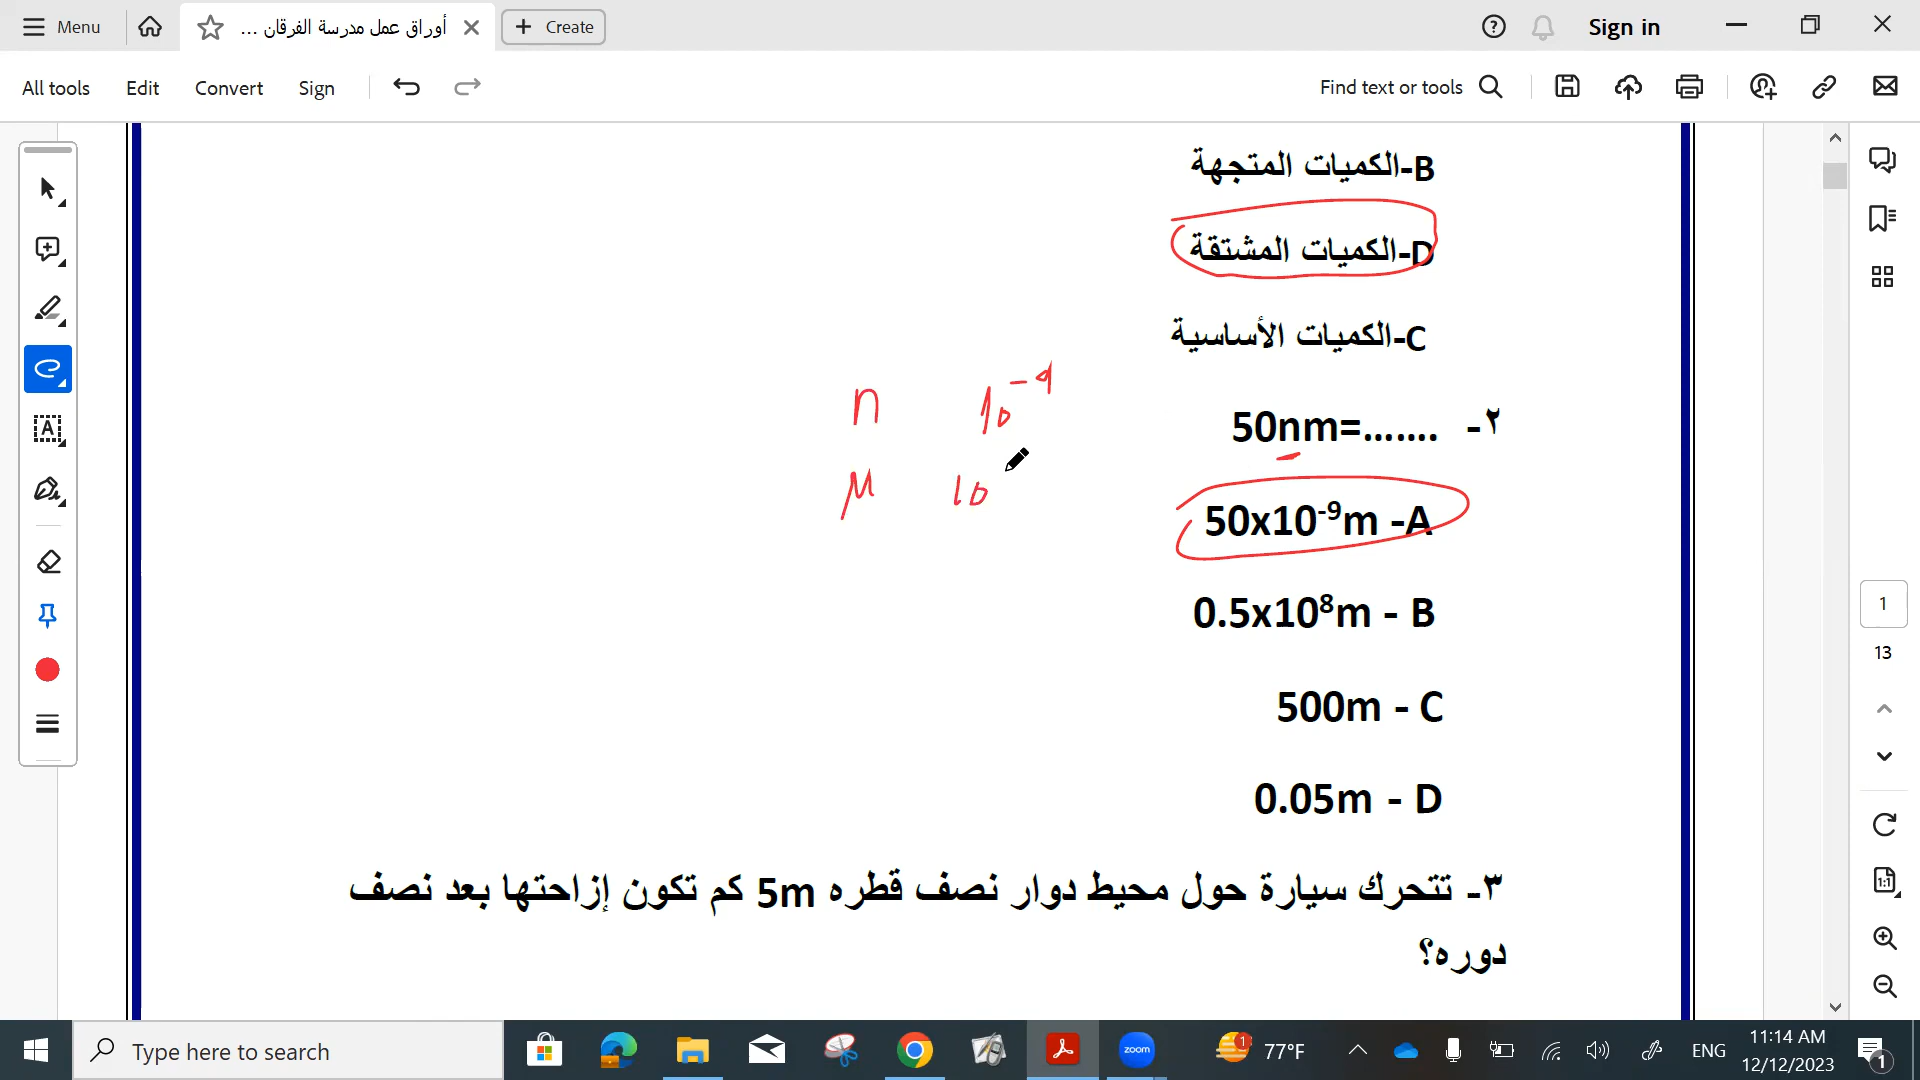 Menu
أوراق عمل مدرسة الفرقان ...
Create
Sign in
All tools
Edit
Convert
Sign
Find text or tools
B-الكميات المتجهة
D-الكميات المشتقة
C-الكميات الأساسية
n 10⁻⁹
μ 10
٢- 50nm=.......
50x10⁻⁹m -A
0.5x10⁸m - B
500m - C
0.05m - D
٣- تتحرك سيارة حول محيط دوار نصف قطره 5m كم تكون إزاحتها بعد نصف
دوره؟
1
13
Type here to search
zoom
1
77°F
ENG
11:14 AM
12/12/2023
1